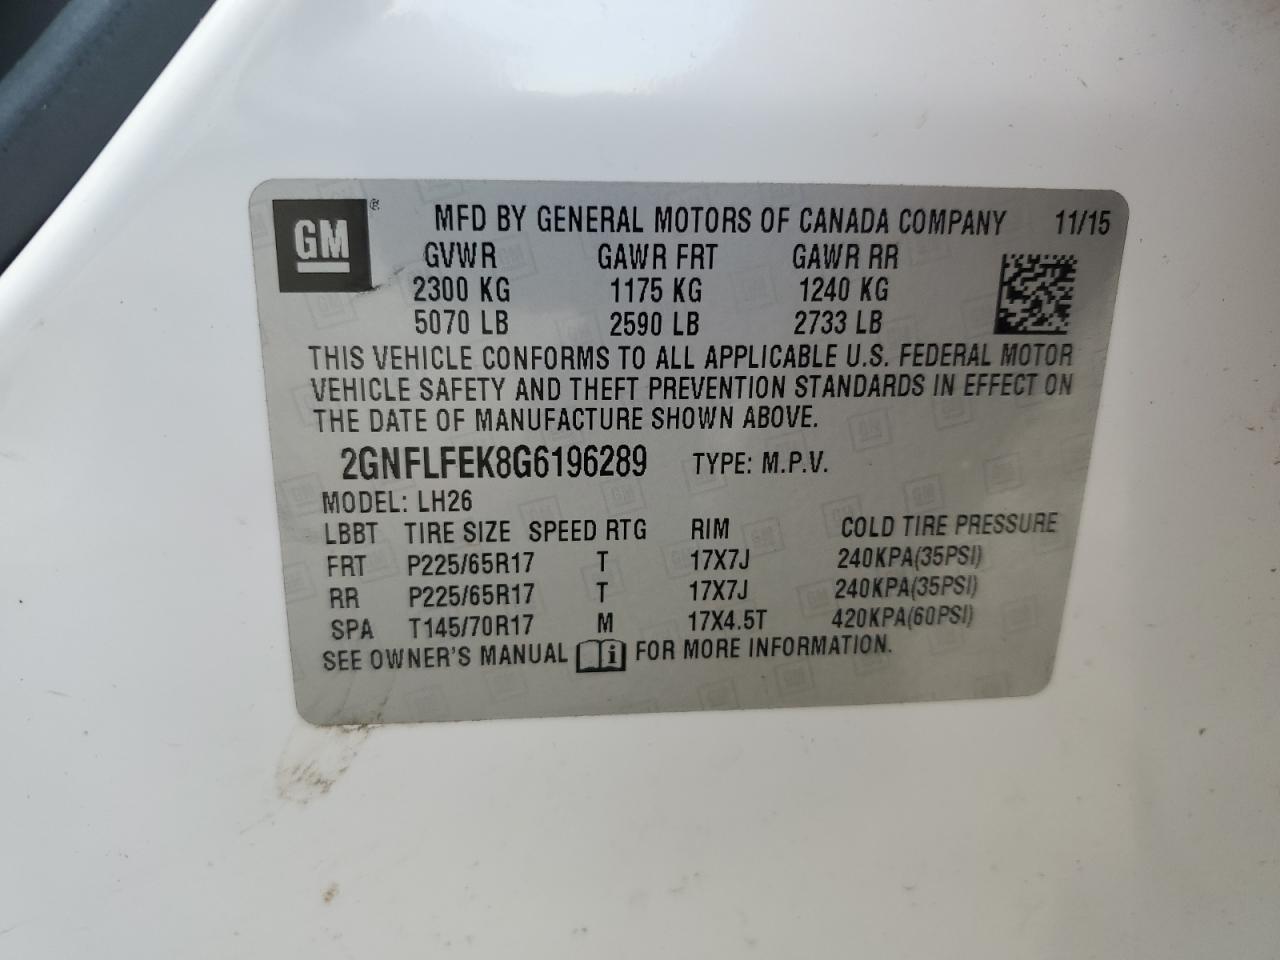 GM ® MFD BY GENERAL MOTORS OF CANADA COMPANY 11/15
GVWR GAWR FRT GAWR RR
2300 KG 1175 KG 1240 KG
5070 LB 2590 LB 2733 LB
THIS VEHICLE CONFORMS TO ALL APPLICABLE U.S. FEDERAL MOTOR
VEHICLE SAFETY AND THEFT PREVENTION STANDARDS IN EFFECT ON
THE DATE OF MANUFACTURE SHOWN ABOVE.
2GNFLFEK8G6196289 TYPE: M.P.V.
MODEL: LH26
LBBT TIRE SIZE SPEED RTG RIM COLD TIRE PRESSURE
FRT P225/65R17 T 17X7J 240KPA(35PSI)
RR P225/65R17 T 17X7J 240KPA(35PSI)
SPA T145/70R17 M 17X4.5T 420KPA(60PSI)
SEE OWNER'S MANUAL i FOR MORE INFORMATION.